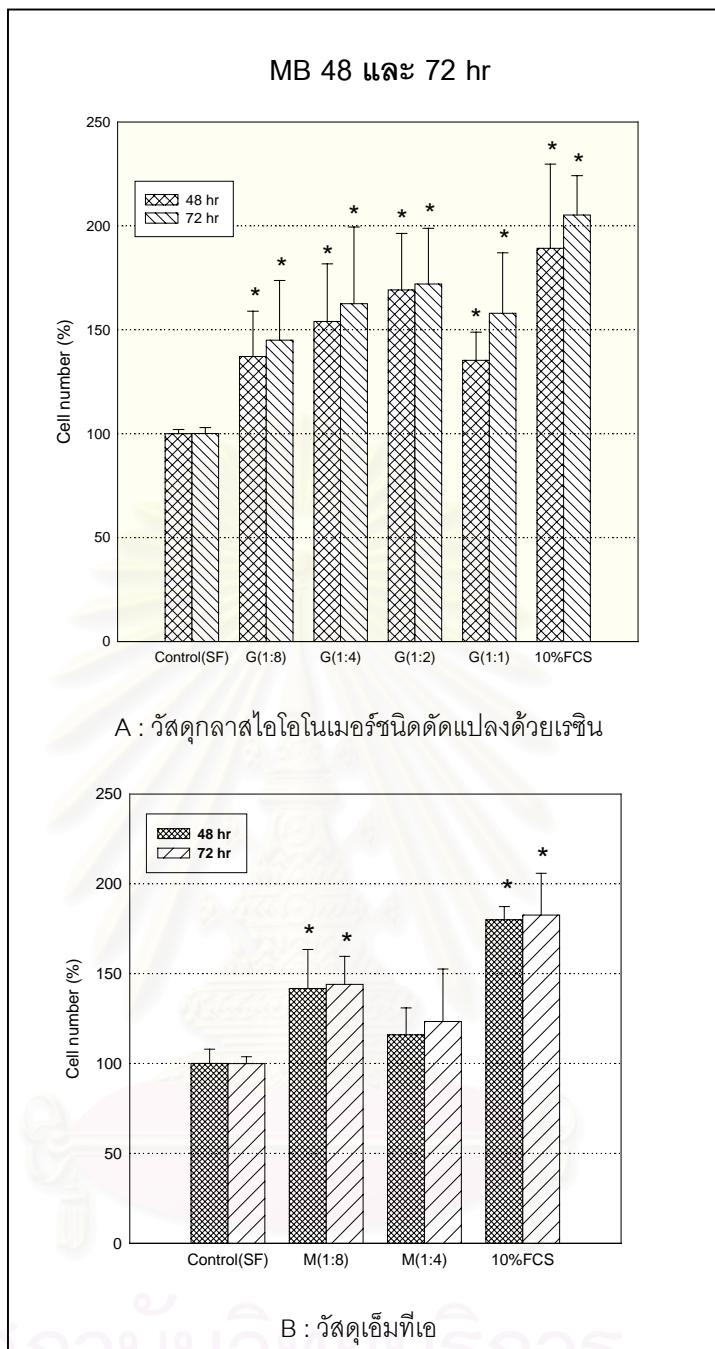 MB 48 และ 72 hr
250
200
150
100
50
0
Cell number (%)
48 hr
72 hr
* * * * * * * * * *
Control(SF) G(1:8) G(1:4) G(1:2) G(1:1) 10%FCS
A : วัสดุกลาสไอโอโนเมอร์ชนิดดัดแปลงด้วยเรซิน
250
200
150
100
50
0
Cell number (%)
48 hr
72 hr
* * * *
Control(SF) M(1:8) M(1:4) 10%FCS
B : วัสดุเอ็มทีเอ